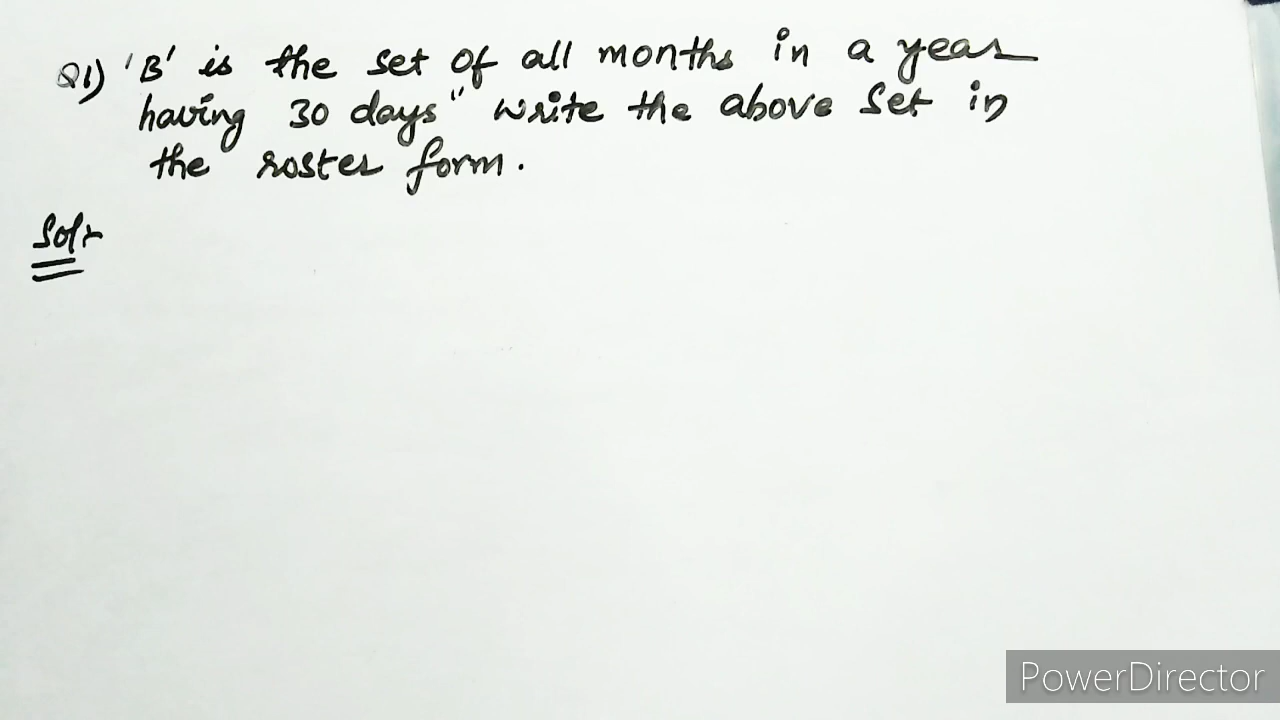 Q1) 'B' is the set of all months in a year
having 30 days" write the above set in
the roster form.
Sol:-
PowerDirector